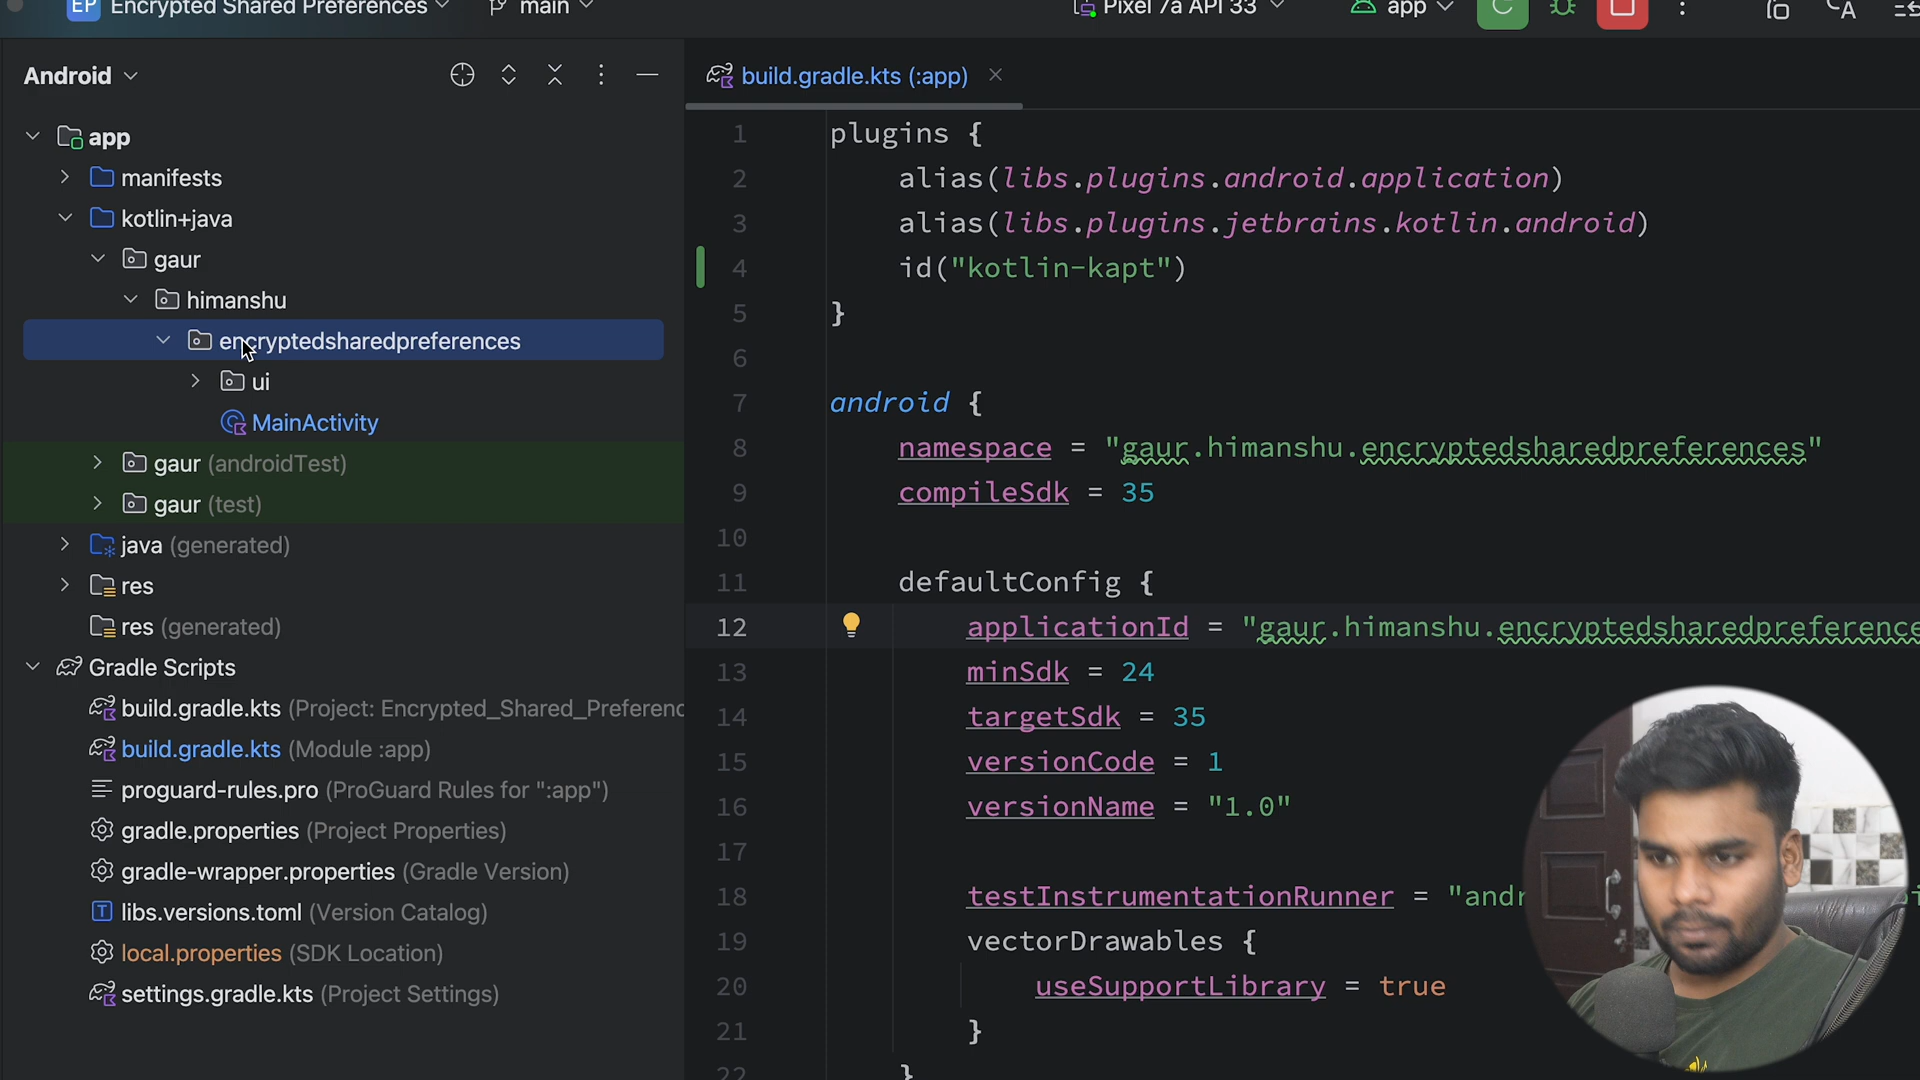 EP Encrypted Shared Preferences main Pixel 7a API 33 app
Android
build.gradle.kts (:app)
app
manifests
kotlin+java
gaur
himanshu
encryptedsharedpreferences
ui
MainActivity
gaur (androidTest)
gaur (test)
java (generated)
res
res (generated)
Gradle Scripts
build.gradle.kts (Project: Encrypted_Shared_Preferenc
build.gradle.kts (Module :app)
proguard-rules.pro (ProGuard Rules for ":app")
gradle.properties (Project Properties)
gradle-wrapper.properties (Gradle Version)
libs.versions.toml (Version Catalog)
local.properties (SDK Location)
settings.gradle.kts (Project Settings)
1 plugins {
2 alias(libs.plugins.android.application)
3 alias(libs.plugins.jetbrains.kotlin.android)
4 id("kotlin-kapt")
5 }
6
7 android {
8 namespace = "gaur.himanshu.encryptedsharedpreferences"
9 compileSdk = 35
10
11 defaultConfig {
12 applicationId = "gaur.himanshu.encryptedsharedpreference
13 minSdk = 24
14 targetSdk = 35
15 versionCode = 1
16 versionName = "1.0"
17
18 testInstrumentationRunner = "andr
19 vectorDrawables {
20 useSupportLibrary = true
21 }
22 }